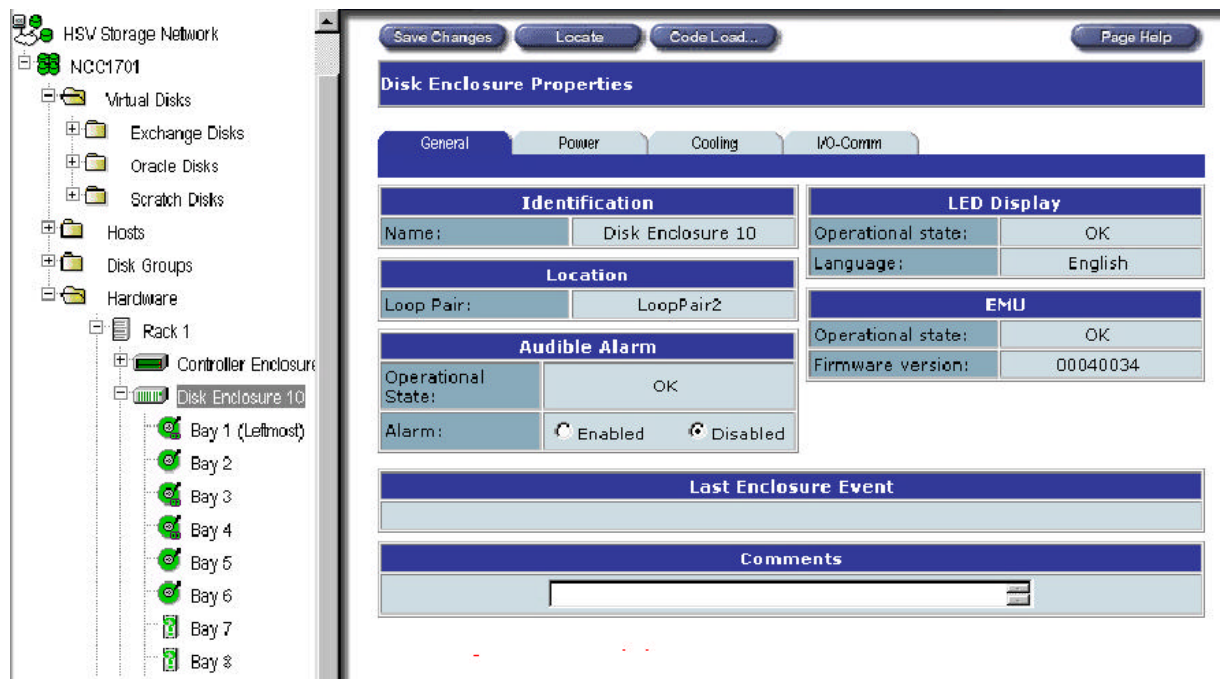 HSV Storage Network
NCC1701
Virtual Disks
Exchange Disks
Oracle Disks
Scratch Disks
Hosts
Disk Groups
Hardware
Rack 1
Controller Enclosure
Disk Enclosure 10
Bay 1 (Leftmost)
Bay 2
Bay 3
Bay 4
Bay 5
Bay 6
Bay 7
Bay 8
Save Changes Locate Code Load... Page Help
Disk Enclosure Properties
General Power Cooling I/O-Comm
Identification
Name: Disk Enclosure 10
Location
Loop Pair: LoopPair2
Audible Alarm
Operational State: OK
Alarm: Enabled Disabled
LED Display
Operational state: OK
Language: English
EMU
Operational state: OK
Firmware version: 00040034
Last Enclosure Event
Comments